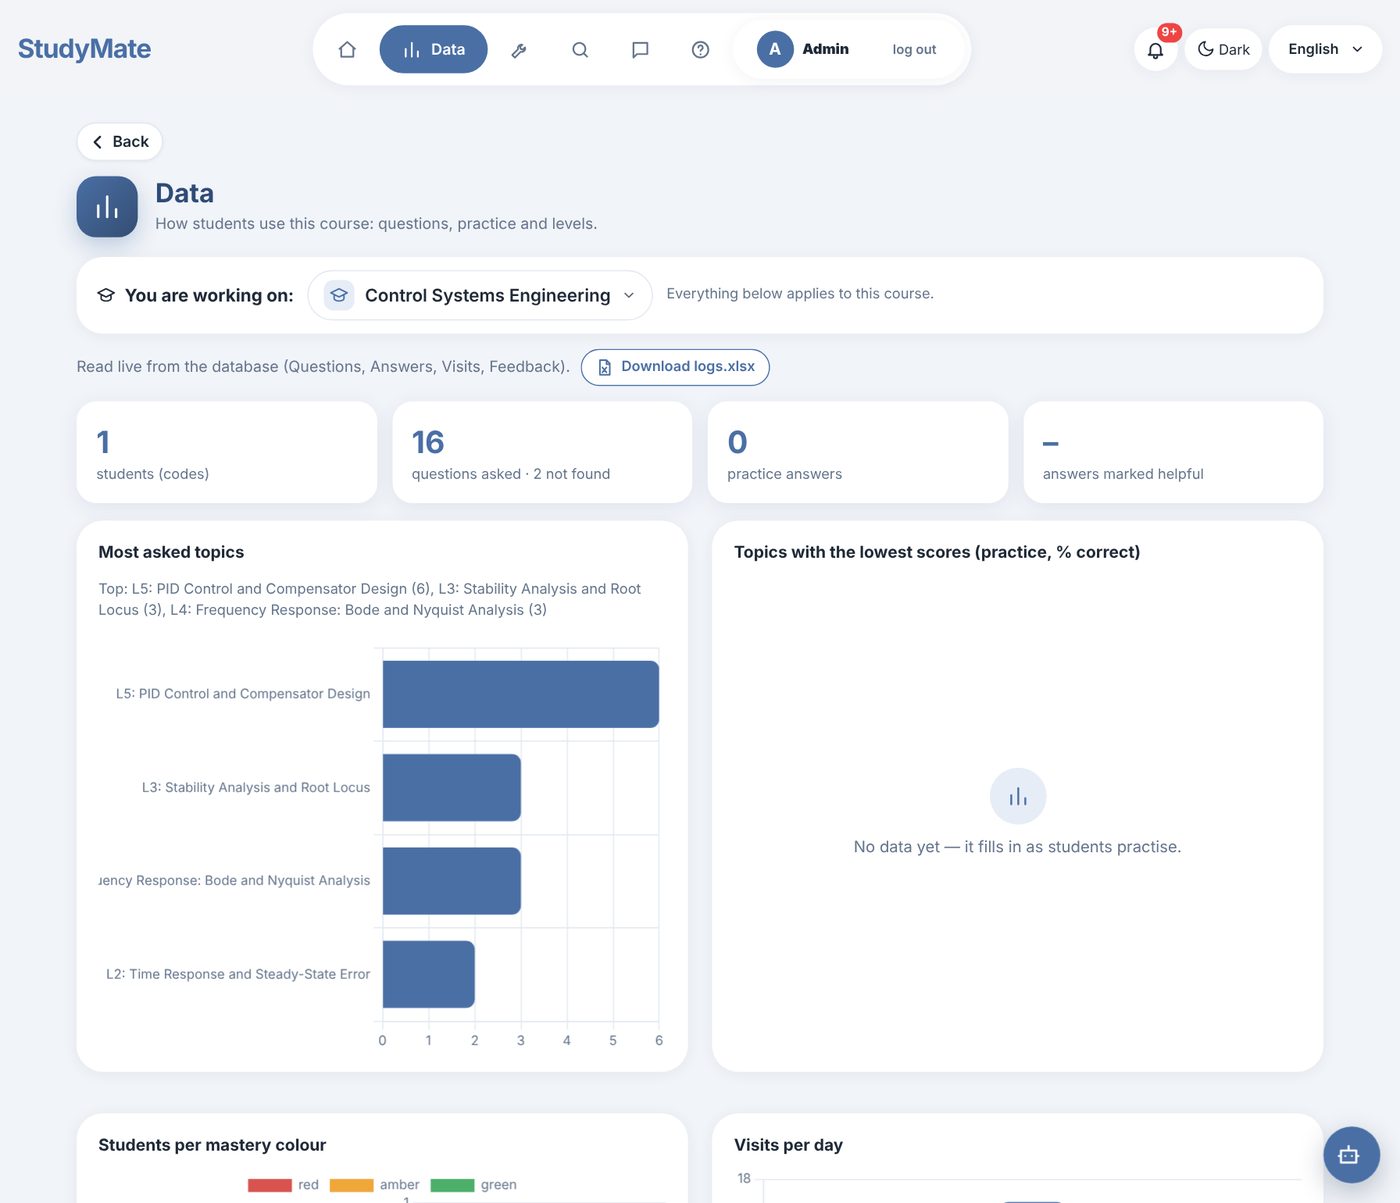 StudyMate
Data
A Admin
log out
9+
Dark
English
Back
Data
How students use this course: questions, practice and levels.
You are working on:
Control Systems Engineering
Everything below applies to this course.
Read live from the database (Questions, Answers, Visits, Feedback).
Download logs.xlsx
1
students (codes)
16
questions asked · 2 not found
0
practice answers
–
answers marked helpful
Most asked topics
Top: L5: PID Control and Compensator Design (6), L3: Stability Analysis and Root
Locus (3), L4: Frequency Response: Bode and Nyquist Analysis (3)
L5: PID Control and Compensator Design
L3: Stability Analysis and Root Locus
uency Response: Bode and Nyquist Analysis
L2: Time Response and Steady-State Error
0 1 2 3 4 5 6
Topics with the lowest scores (practice, % correct)
No data yet — it fills in as students practise.
Students per mastery colour
red amber green
1
Visits per day
18